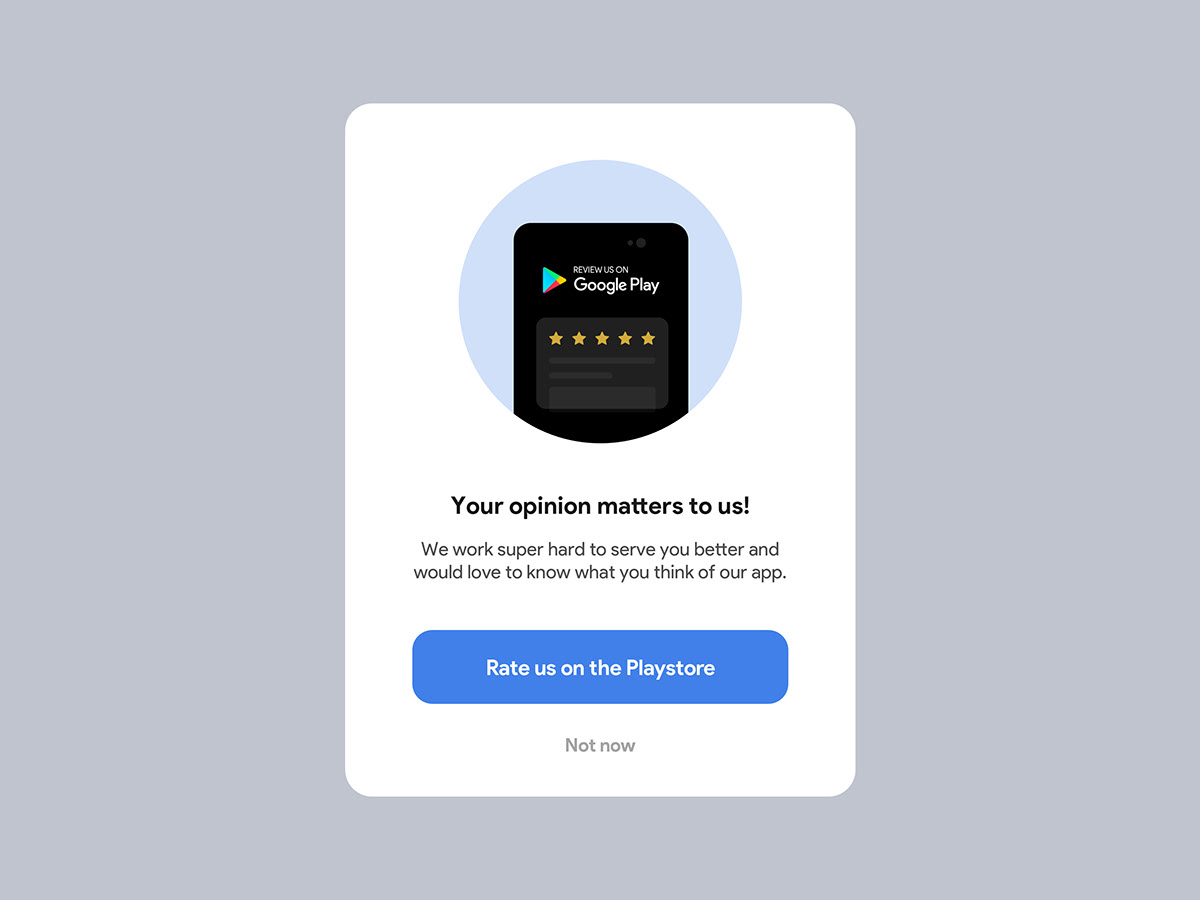 REVIEW US ON
Google Play
Your opinion matters to us!
We work super hard to serve you better and
would love to know what you think of our app.
Rate us on the Playstore
Not now